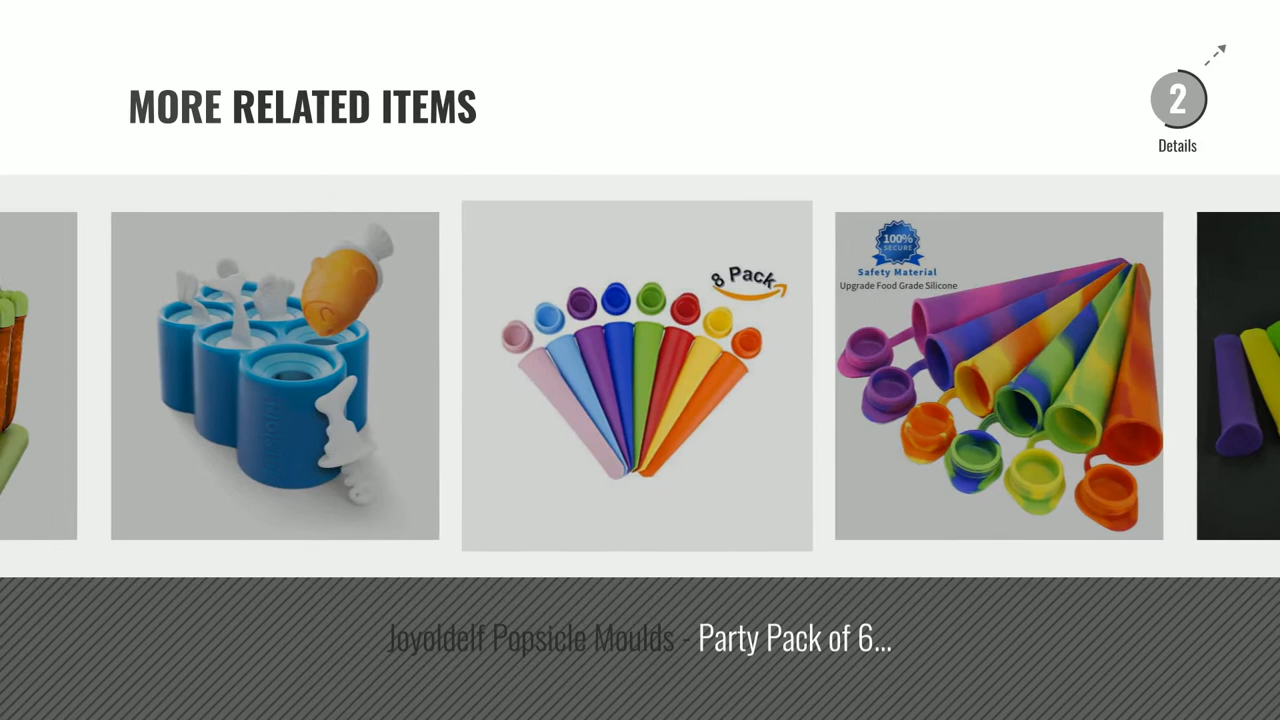 MORE RELATED ITEMS
2
Details
8 Pack
100%
SECURE
Safety Material
Upgrade Food Grade Silicone
Joyoldelf Popsicle Moulds - Party Pack of 6...